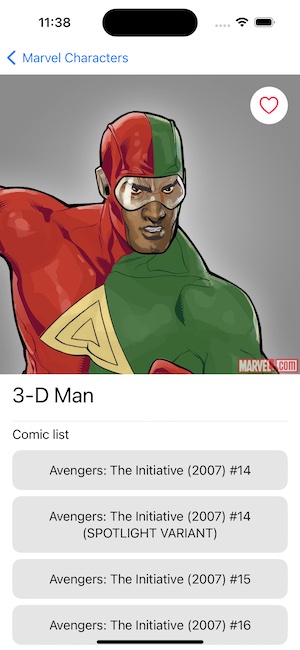 11:38
Marvel Characters
MARVEL.com
3-D Man
Comic list
Avengers: The Initiative (2007) #14
Avengers: The Initiative (2007) #14
(SPOTLIGHT VARIANT)
Avengers: The Initiative (2007) #15
Avengers: The Initiative (2007) #16